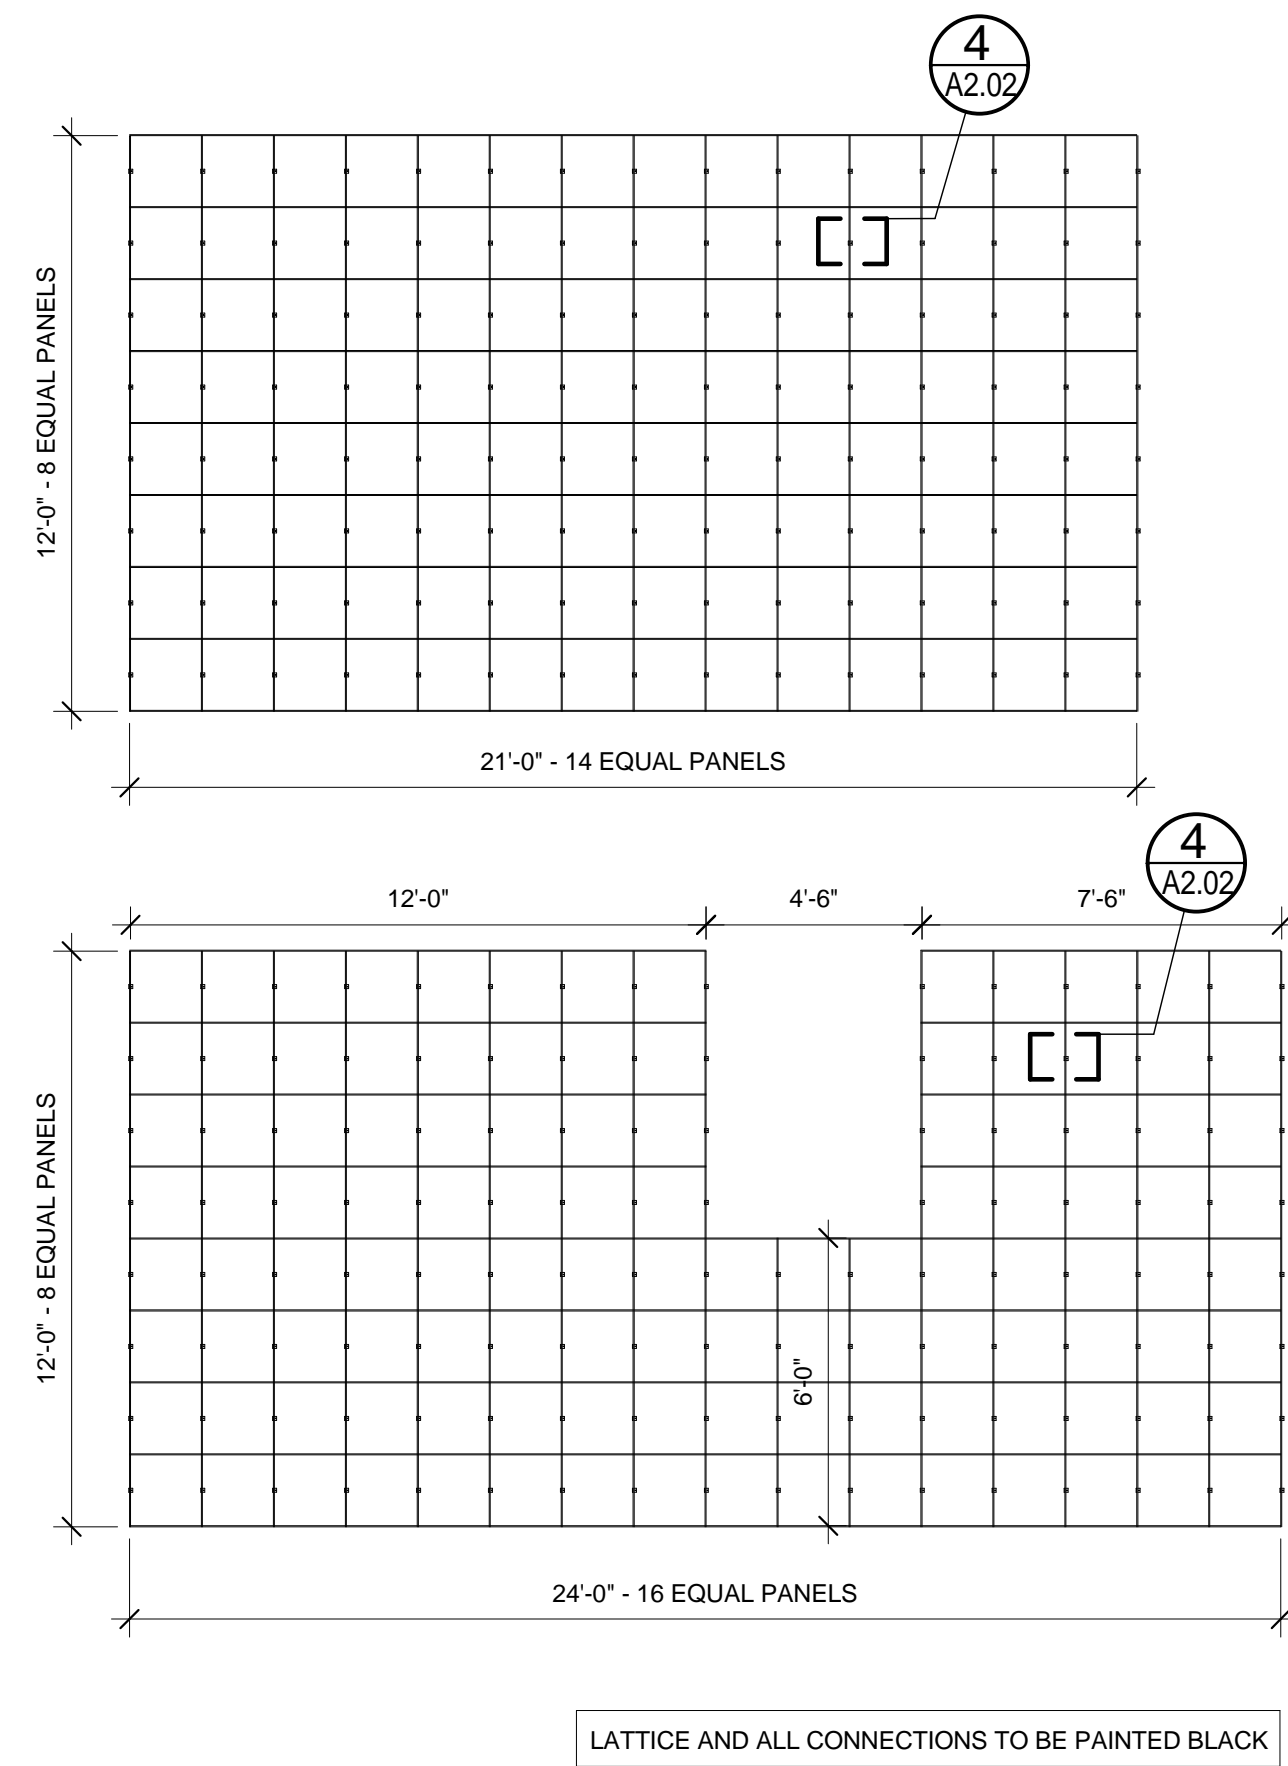 4
A2.02
12'-0" - 8 EQUAL PANELS
21'-0" - 14 EQUAL PANELS
4
A2.02
12'-0"
4'-6"
7'-6"
12'-0" - 8 EQUAL PANELS
6'-0"
24'-0" - 16 EQUAL PANELS
LATTICE AND ALL CONNECTIONS TO BE PAINTED BLACK